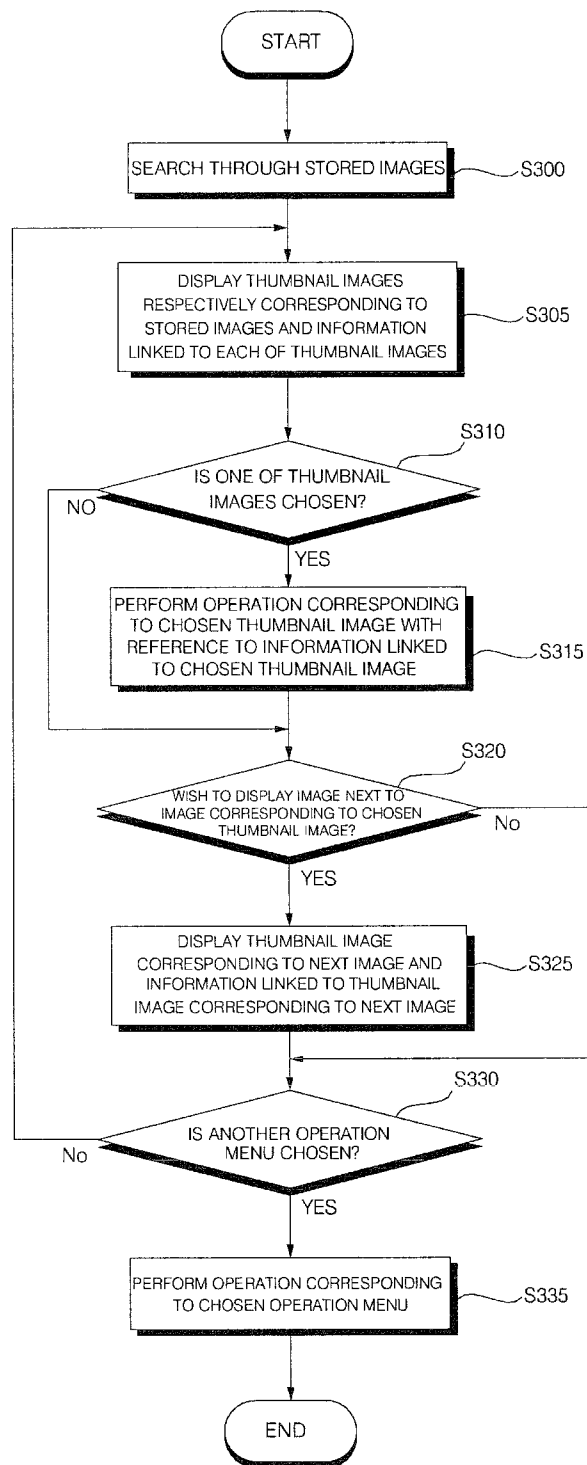 START
SEARCH THROUGH STORED IMAGES
S300
DISPLAY THUMBNAIL IMAGES
RESPECTIVELY CORRESPONDING TO
STORED IMAGES AND INFORMATION
LINKED TO EACH OF THUMBNAIL IMAGES
S305
S310
IS ONE OF THUMBNAIL
IMAGES CHOSEN?
NO
YES
PERFORM OPERATION CORRESPONDING
TO CHOSEN THUMBNAIL IMAGE WITH
REFERENCE TO INFORMATION LINKED
TO CHOSEN THUMBNAIL IMAGE
S315
S320
WISH TO DISPLAY IMAGE NEXT TO
IMAGE CORRESPONDING TO CHOSEN
THUMBNAIL IMAGE?
No
YES
DISPLAY THUMBNAIL IMAGE
CORRESPONDING TO NEXT IMAGE AND
INFORMATION LINKED TO THUMBNAIL
IMAGE CORRESPONDING TO NEXT IMAGE
S325
S330
IS ANOTHER OPERATION
MENU CHOSEN?
No
YES
PERFORM OPERATION CORRESPONDING
TO CHOSEN OPERATION MENU
S335
END